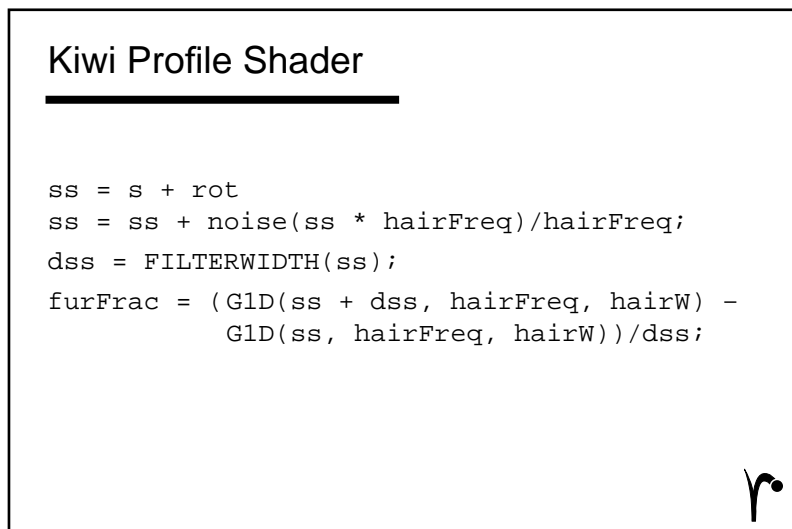 Kiwi Profile Shader
ss = s + rot
ss = ss + noise(ss * hairFreq)/hairFreq;
dss = FILTERWIDTH(ss);
furFrac = (G1D(ss + dss, hairFreq, hairW) –
G1D(ss, hairFreq, hairW))/dss;